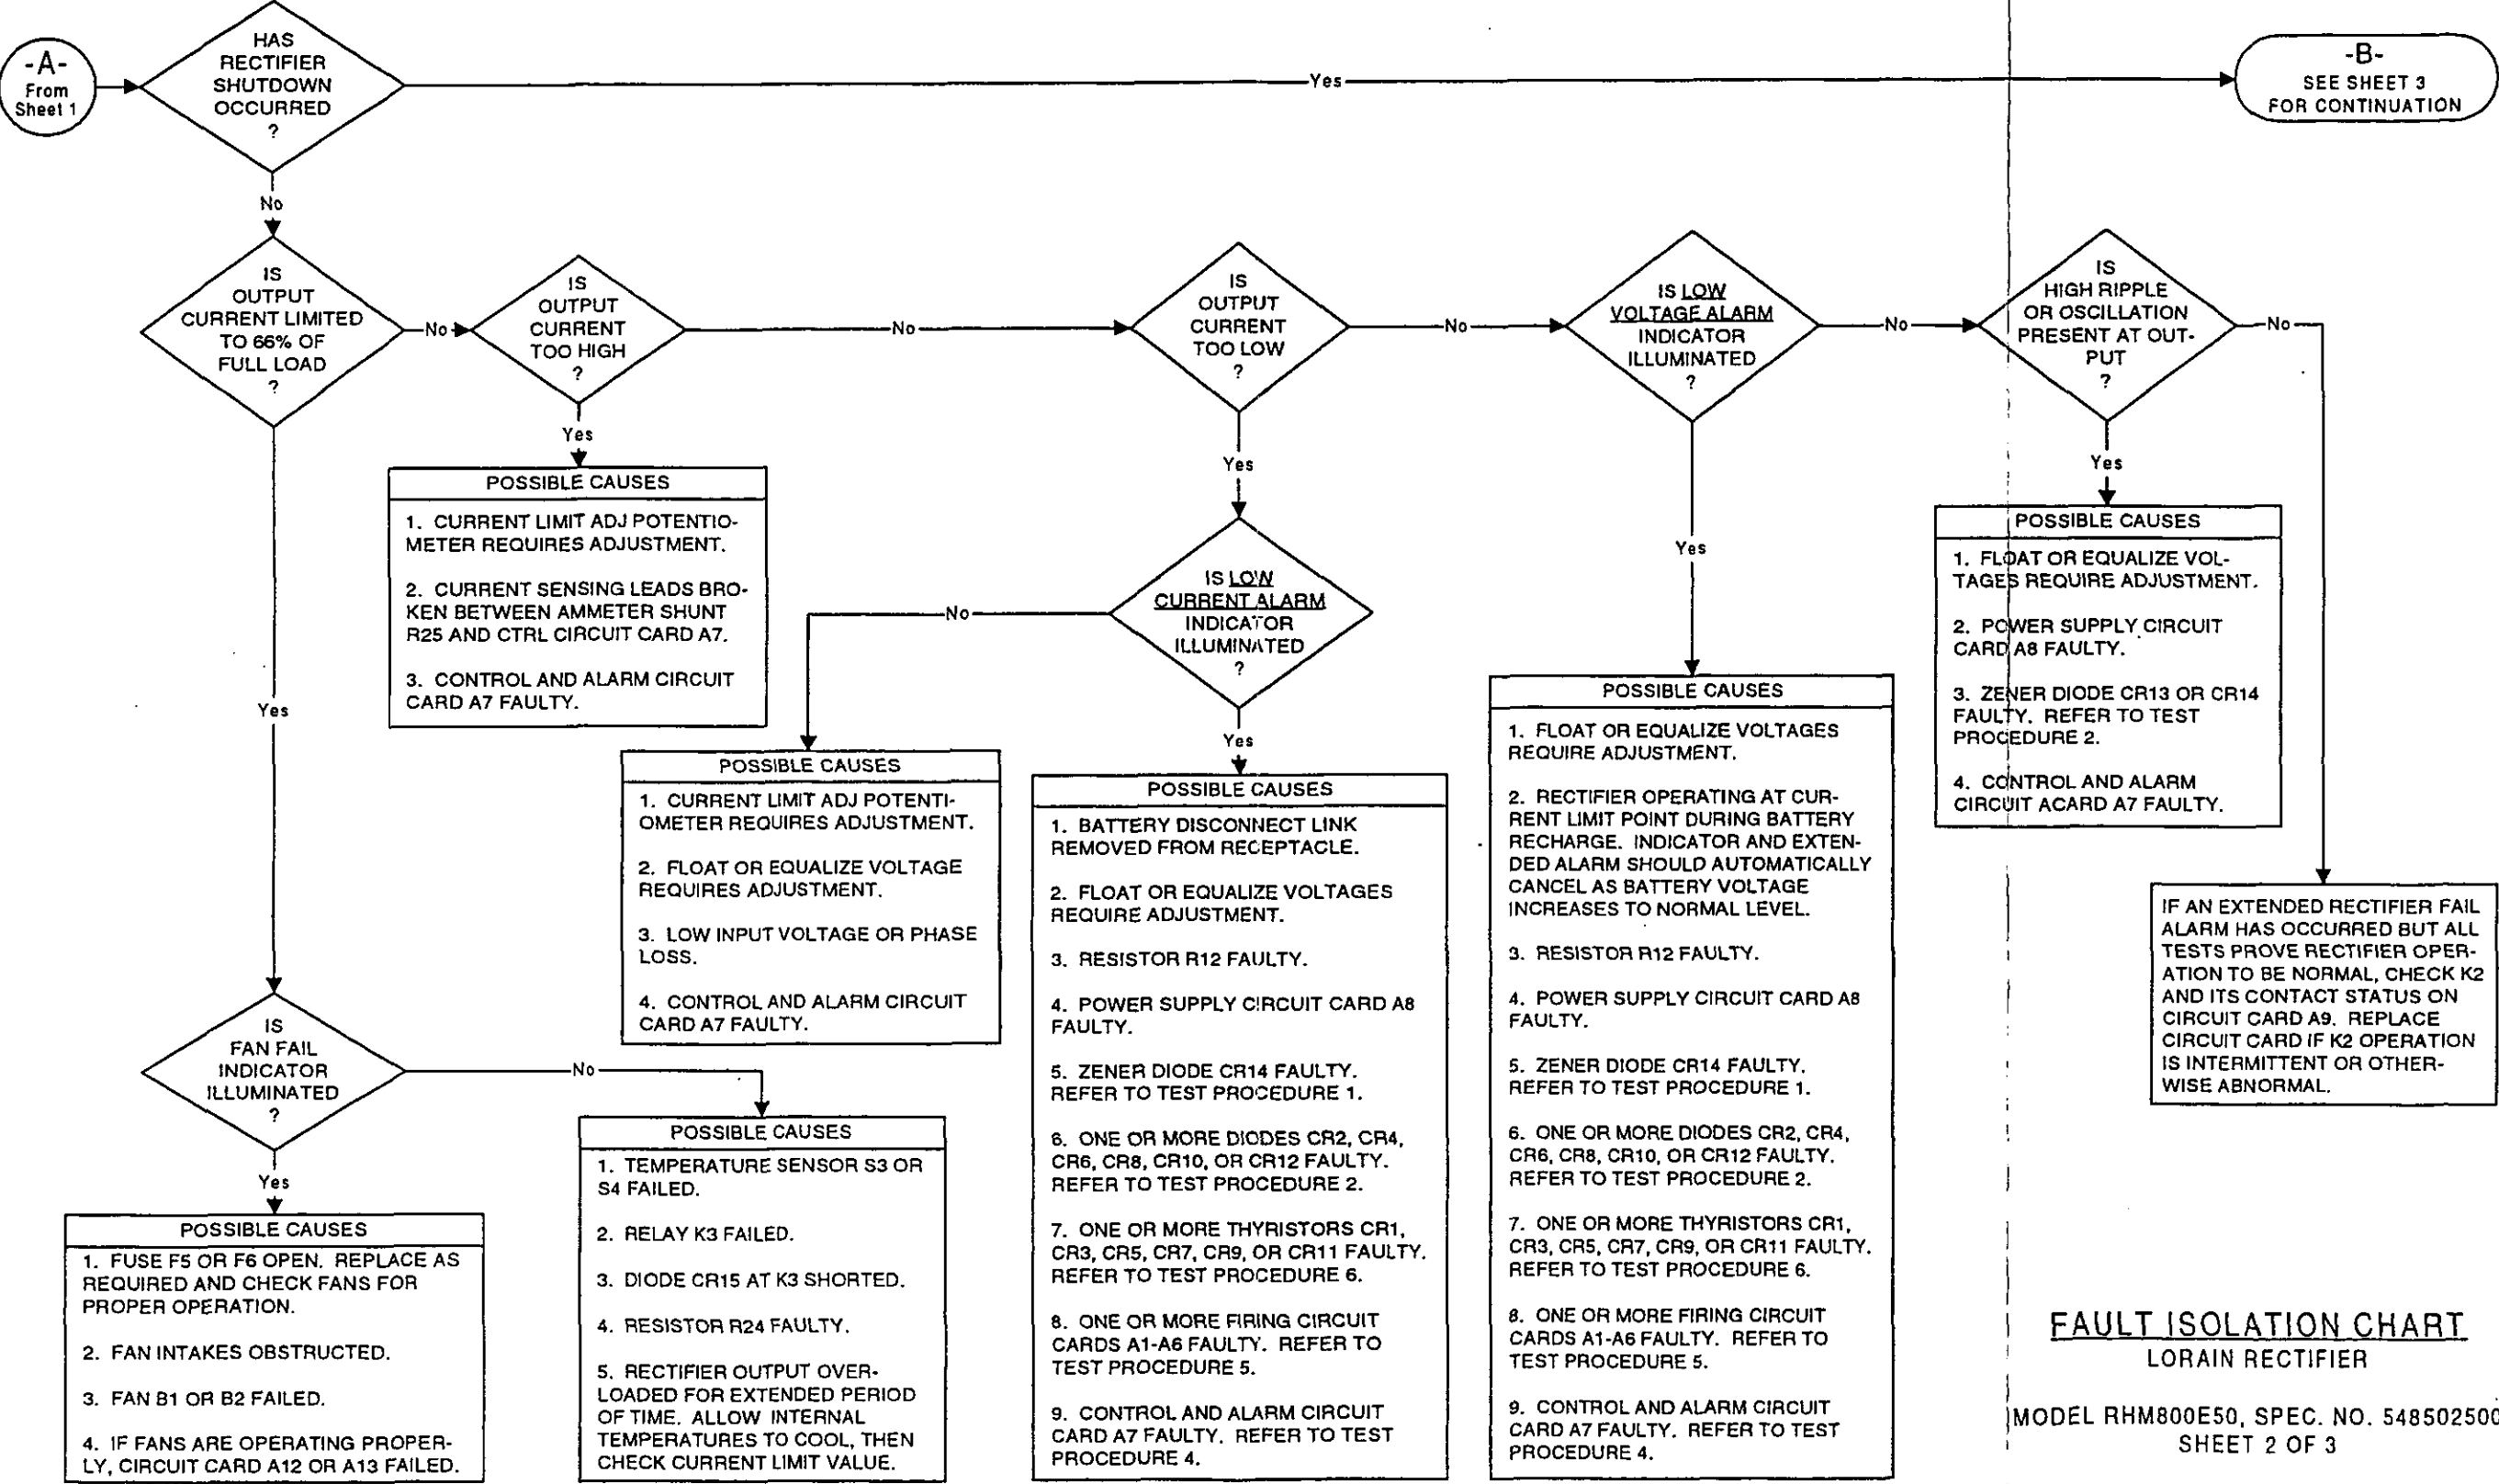 -A-
From
Sheet 1
HAS
RECTIFIER
SHUTDOWN
OCCURRED
?
Yes
-B-
SEE SHEET 3
FOR CONTINUATION
No
IS
OUTPUT
CURRENT LIMITED
TO 66% OF
FULL LOAD
?
No
IS
OUTPUT
CURRENT
TOO HIGH
?
No
IS
OUTPUT
CURRENT
TOO LOW
?
No
IS LOW
VOLTAGE ALARM
INDICATOR
ILLUMINATED
?
No
IS
HIGH RIPPLE
OR OSCILLATION
PRESENT AT OUT-
PUT
?
No
Yes
POSSIBLE CAUSES
1. CURRENT LIMIT ADJ POTENTIO-
METER REQUIRES ADJUSTMENT.
2. CURRENT SENSING LEADS BRO-
KEN BETWEEN AMMETER SHUNT
R25 AND CTRL CIRCUIT CARD A7.
3. CONTROL AND ALARM CIRCUIT
CARD A7 FAULTY.
Yes
IS LOW
CURRENT ALARM
INDICATOR
ILLUMINATED
?
No
POSSIBLE CAUSES
1. CURRENT LIMIT ADJ POTENTI-
OMETER REQUIRES ADJUSTMENT.
2. FLOAT OR EQUALIZE VOLTAGE
REQUIRES ADJUSTMENT.
3. LOW INPUT VOLTAGE OR PHASE
LOSS.
4. CONTROL AND ALARM CIRCUIT
CARD A7 FAULTY.
Yes
POSSIBLE CAUSES
1. BATTERY DISCONNECT LINK
REMOVED FROM RECEPTACLE.
2. FLOAT OR EQUALIZE VOLTAGES
REQUIRE ADJUSTMENT.
3. RESISTOR R12 FAULTY.
4. POWER SUPPLY CIRCUIT CARD A8
FAULTY.
5. ZENER DIODE CR14 FAULTY.
REFER TO TEST PROCEDURE 1.
6. ONE OR MORE DIODES CR2, CR4,
CR6, CR8, CR10, OR CR12 FAULTY.
REFER TO TEST PROCEDURE 2.
7. ONE OR MORE THYRISTORS CR1,
CR3, CR5, CR7, CR9, OR CR11 FAULTY.
REFER TO TEST PROCEDURE 6.
8. ONE OR MORE FIRING CIRCUIT
CARDS A1-A6 FAULTY. REFER TO
TEST PROCEDURE 5.
9. CONTROL AND ALARM CIRCUIT
CARD A7 FAULTY. REFER TO TEST
PROCEDURE 4.
Yes
POSSIBLE CAUSES
1. FLOAT OR EQUALIZE VOLTAGES
REQUIRE ADJUSTMENT.
2. RECTIFIER OPERATING AT CUR-
RENT LIMIT POINT DURING BATTERY
RECHARGE. INDICATOR AND EXTEN-
DED ALARM SHOULD AUTOMATICALLY
CANCEL AS BATTERY VOLTAGE
INCREASES TO NORMAL LEVEL.
3. RESISTOR R12 FAULTY.
4. POWER SUPPLY CIRCUIT CARD A8
FAULTY.
5. ZENER DIODE CR14 FAULTY.
REFER TO TEST PROCEDURE 1.
6. ONE OR MORE DIODES CR2, CR4,
CR6, CR8, CR10, OR CR12 FAULTY.
REFER TO TEST PROCEDURE 2.
7. ONE OR MORE THYRISTORS CR1,
CR3, CR5, CR7, CR9, OR CR11 FAULTY.
REFER TO TEST PROCEDURE 6.
8. ONE OR MORE FIRING CIRCUIT
CARDS A1-A6 FAULTY. REFER TO
TEST PROCEDURE 5.
9. CONTROL AND ALARM CIRCUIT
CARD A7 FAULTY. REFER TO TEST
PROCEDURE 4.
Yes
POSSIBLE CAUSES
1. FLOAT OR EQUALIZE VOL-
TAGES REQUIRE ADJUSTMENT.
2. POWER SUPPLY CIRCUIT
CARD A8 FAULTY.
3. ZENER DIODE CR13 OR CR14
FAULTY. REFER TO TEST
PROCEDURE 2.
4. CONTROL AND ALARM
CIRCUIT ACARD A7 FAULTY.
IF AN EXTENDED RECTIFIER FAIL
ALARM HAS OCCURRED BUT ALL
TESTS PROVE RECTIFIER OPER-
ATION TO BE NORMAL, CHECK K2
AND ITS CONTACT STATUS ON
CIRCUIT CARD A9. REPLACE
CIRCUIT CARD IF K2 OPERATION
IS INTERMITTENT OR OTHER-
WISE ABNORMAL.
Yes
IS
FAN FAIL
INDICATOR
ILLUMINATED
?
No
Yes
POSSIBLE CAUSES
1. FUSE F5 OR F6 OPEN. REPLACE AS
REQUIRED AND CHECK FANS FOR
PROPER OPERATION.
2. FAN INTAKES OBSTRUCTED.
3. FAN B1 OR B2 FAILED.
4. IF FANS ARE OPERATING PROPER-
LY, CIRCUIT CARD A12 OR A13 FAILED.
POSSIBLE CAUSES
1. TEMPERATURE SENSOR S3 OR
S4 FAILED.
2. RELAY K3 FAILED.
3. DIODE CR15 AT K3 SHORTED.
4. RESISTOR R24 FAULTY.
5. RECTIFIER OUTPUT OVER-
LOADED FOR EXTENDED PERIOD
OF TIME. ALLOW INTERNAL
TEMPERATURES TO COOL, THEN
CHECK CURRENT LIMIT VALUE.
FAULT ISOLATION CHART
LORAIN RECTIFIER
MODEL RHM800E50, SPEC. NO. 548502500
SHEET 2 OF 3